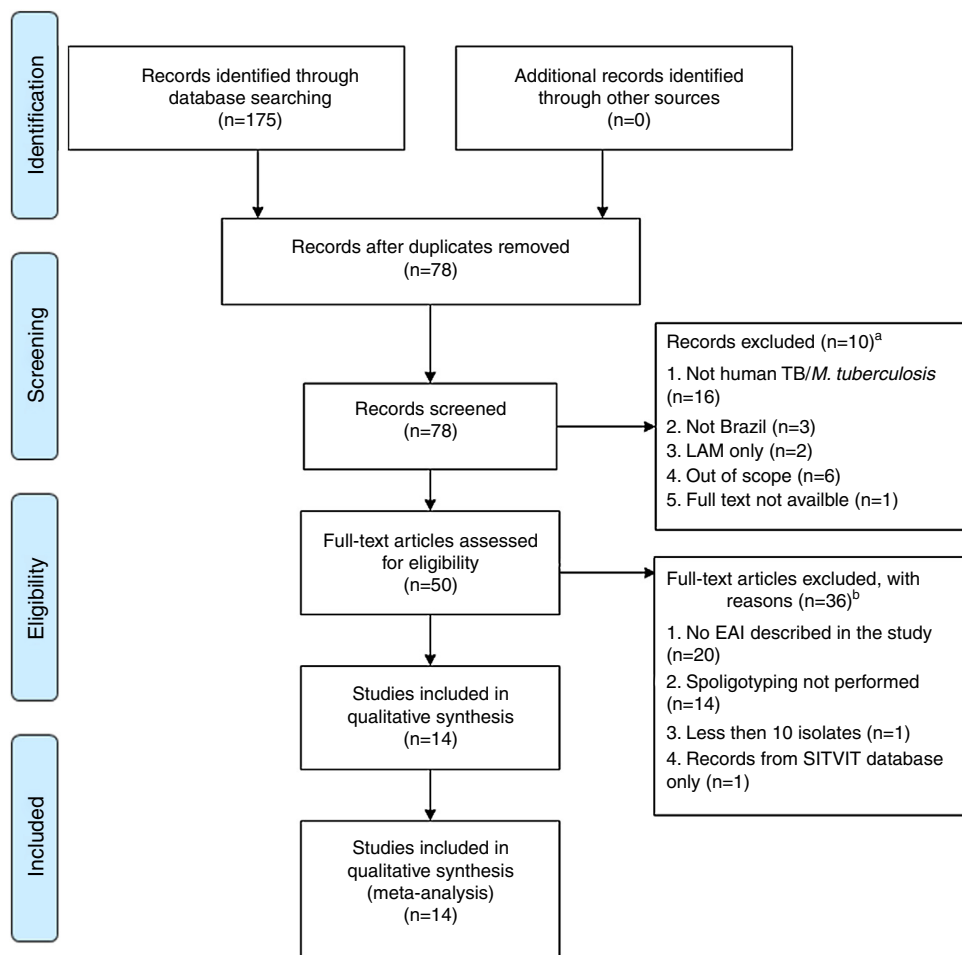 Identification
Records identified through
database searching
(n=175)
Additional records identified
through other sources
(n=0)
Records after duplicates removed
(n=78)
Screening
Records screened
(n=78)
Records excluded (n=10)a
1. Not human TB/M. tuberculosis
(n=16)
2. Not Brazil (n=3)
3. LAM only (n=2)
4. Out of scope (n=6)
5. Full text not availble (n=1)
Eligibility
Full-text articles assessed
for eligibility
(n=50)
Full-text articles excluded, with
reasons (n=36)b
1. No EAI described in the study
(n=20)
2. Spoligotyping not performed
(n=14)
3. Less then 10 isolates (n=1)
4. Records from SITVIT database
only (n=1)
Studies included in
qualitative synthesis
(n=14)
Included
Studies included in
qualitative synthesis
(meta-analysis)
(n=14)